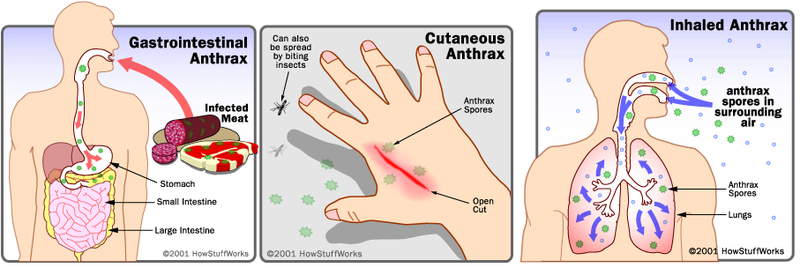 Gastrointestinal
Anthrax
Infected
Meat
Stomach
Small Intestine
Large Intestine
©2001 HowStuffWorks
Cutaneous
Anthrax
Can also
be spread
by biting
insects
Anthrax
Spores
Open
Cut
©2001 HowStuffWorks
Inhaled Anthrax
anthrax
spores in
surrounding
air
Anthrax
Spores
Lungs
©2001 HowStuffWorks